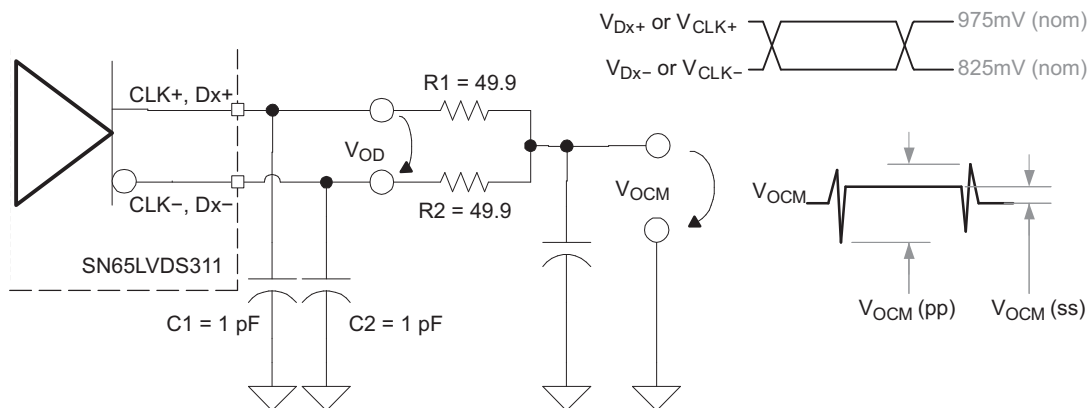 V_Dx+ or V_CLK+
975mV (nom)
V_Dx− or V_CLK−
825mV (nom)
CLK+, Dx+
R1 = 49.9
V_OD
CLK−, Dx−
R2 = 49.9
V_OCM
V_OCM
SN65LVDS311
C1 = 1 pF
C2 = 1 pF
V_OCM (pp)
V_OCM (ss)